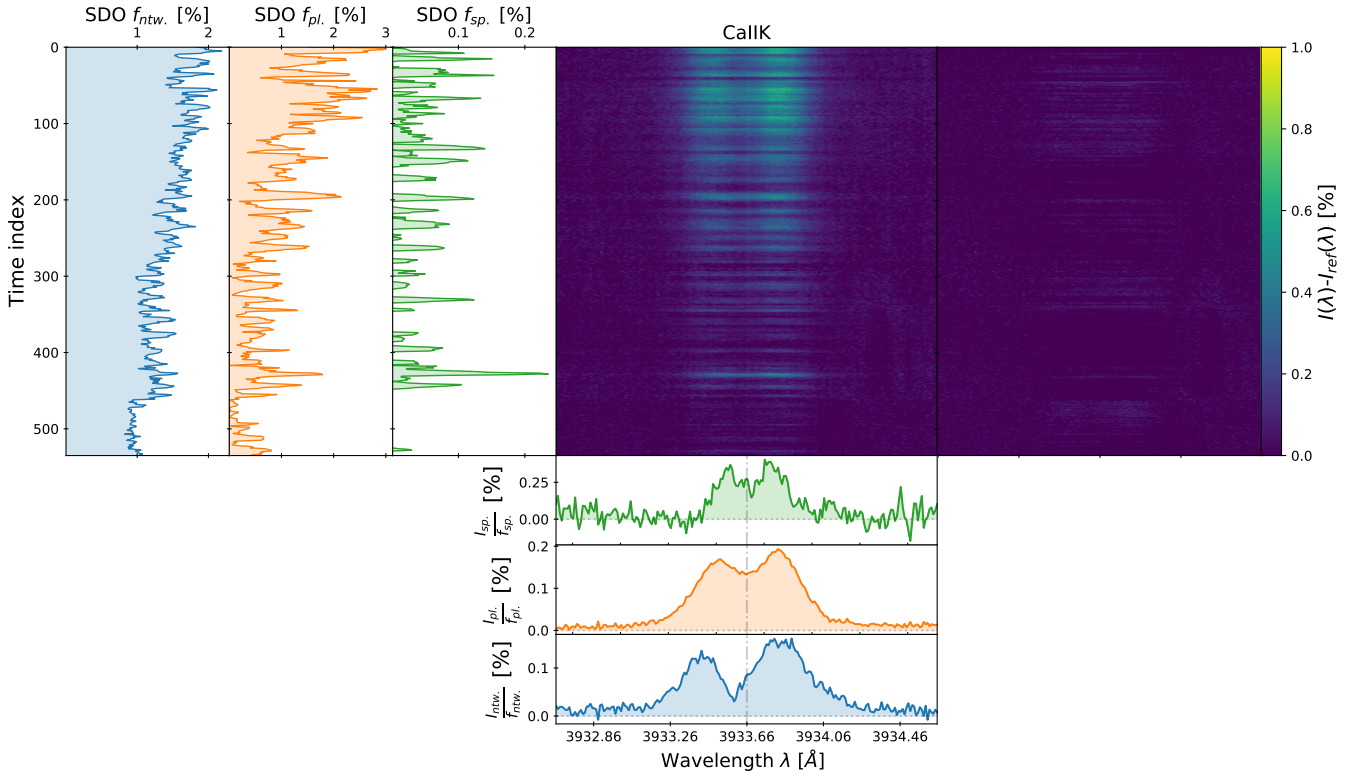 SDO f_ntw. [%] SDO f_pl. [%] SDO f_sp. [%]
1 2 1 2 3 0.1 0.2
CaIIK
0
100
200
300
400
500
Time index
1.0
0.8
0.6
0.4
0.2
0.0
I(λ)-I_ref(λ) [%]
0.25
0.00
I_sp./f_sp. [%]
0.2
0.1
0.0
I_pl./f_pl. [%]
0.1
0.0
I_ntw./f_ntw. [%]
3932.86 3933.26 3933.66 3934.06 3934.46
Wavelength λ [Å]